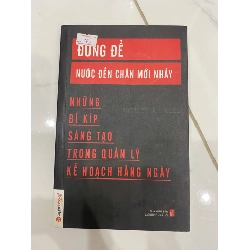 ĐỪNG ĐỂ
NƯỚC ĐẾN CHÂN MỚI NHẢY
NHỮNG
BÍ KÍP
SÁNG TẠO
TRONG QUẢN LÝ
KẾ HOẠCH HÀNG NGÀY